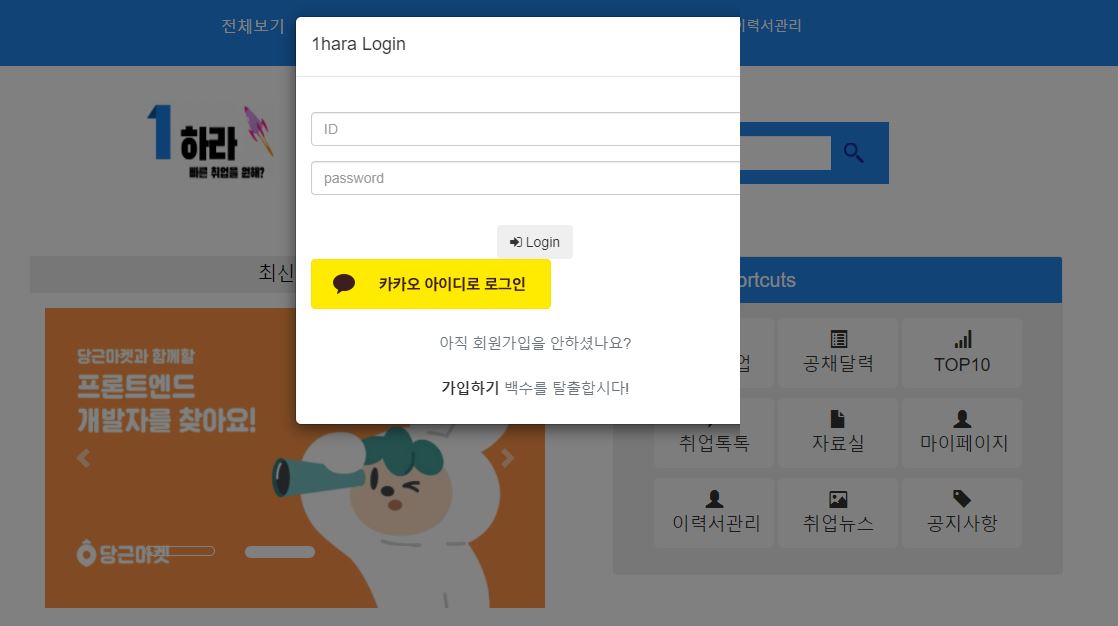 전체보기
이력서관리
1hara Login
ID
password
Login
카카오 아이디로 로그인
아직 회원가입을 안하셨나요?
가입하기 백수를 탈출합시다!
1하라
빠른 취업을 원해?
최신
당근마켓과 함께할
프론트엔드
개발자를 찾아요!
당근마켓
ortcuts
업
공채달력
TOP10
취업톡톡
자료실
마이페이지
이력서관리
취업뉴스
공지사항